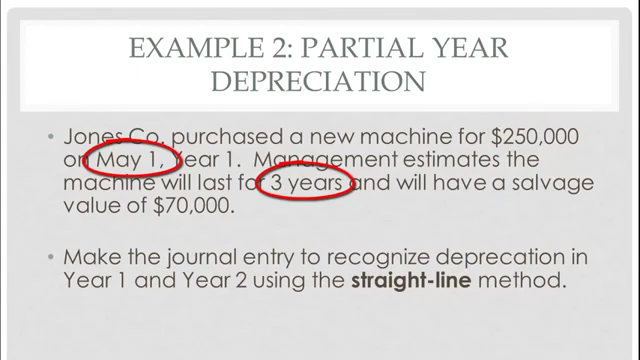 EXAMPLE 2: PARTIAL YEAR
DEPRECIATION
• Jones Co. purchased a new machine for $250,000
on May 1, Year 1. Management estimates the
machine will last for 3 years and will have a salvage
value of $70,000.
• Make the journal entry to recognize deprecation in
Year 1 and Year 2 using the straight-line method.